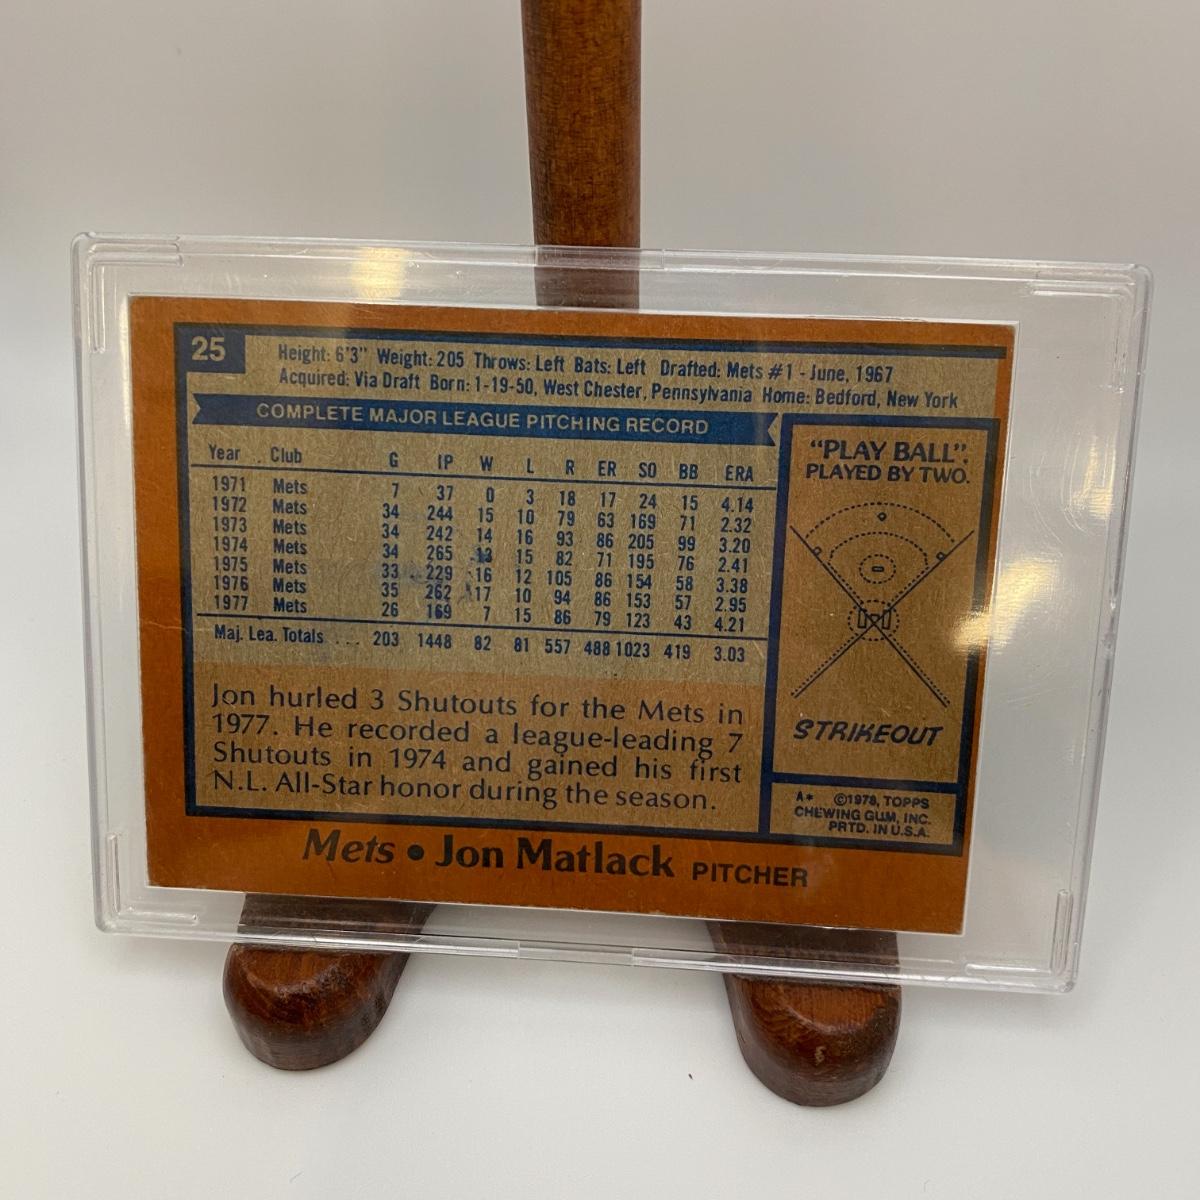 25
Height: 6'3" Weight: 205 Throws: Left Bats: Left Drafted: Mets #1 - June, 1967
Acquired: Via Draft Born: 1-19-50, West Chester, Pennsylvania Home: Bedford, New York
COMPLETE MAJOR LEAGUE PITCHING RECORD
Year Club G IP W L R ER SO BB ERA
1971 Mets 7 37 0 3 18 17 24 15 4.14
1972 Mets 34 244 15 10 79 63 169 71 2.32
1973 Mets 34 242 14 16 93 86 205 99 3.20
1974 Mets 34 265 13 15 82 71 195 76 2.41
1975 Mets 33 229 16 12 105 86 154 58 3.38
1976 Mets 35 262 17 10 94 86 153 57 2.95
1977 Mets 26 169 7 15 86 79 123 43 4.21
Maj. Lea. Totals . . . 203 1448 82 81 557 488 1023 419 3.03
Jon hurled 3 Shutouts for the Mets in
1977. He recorded a league-leading 7
Shutouts in 1974 and gained his first
N.L. All-Star honor during the season.
"PLAY BALL":
PLAYED BY TWO.
STRIKEOUT
A* ©1978, TOPPS
CHEWING GUM, INC.
PRTD. IN U.S.A.
Mets • Jon Matlack PITCHER